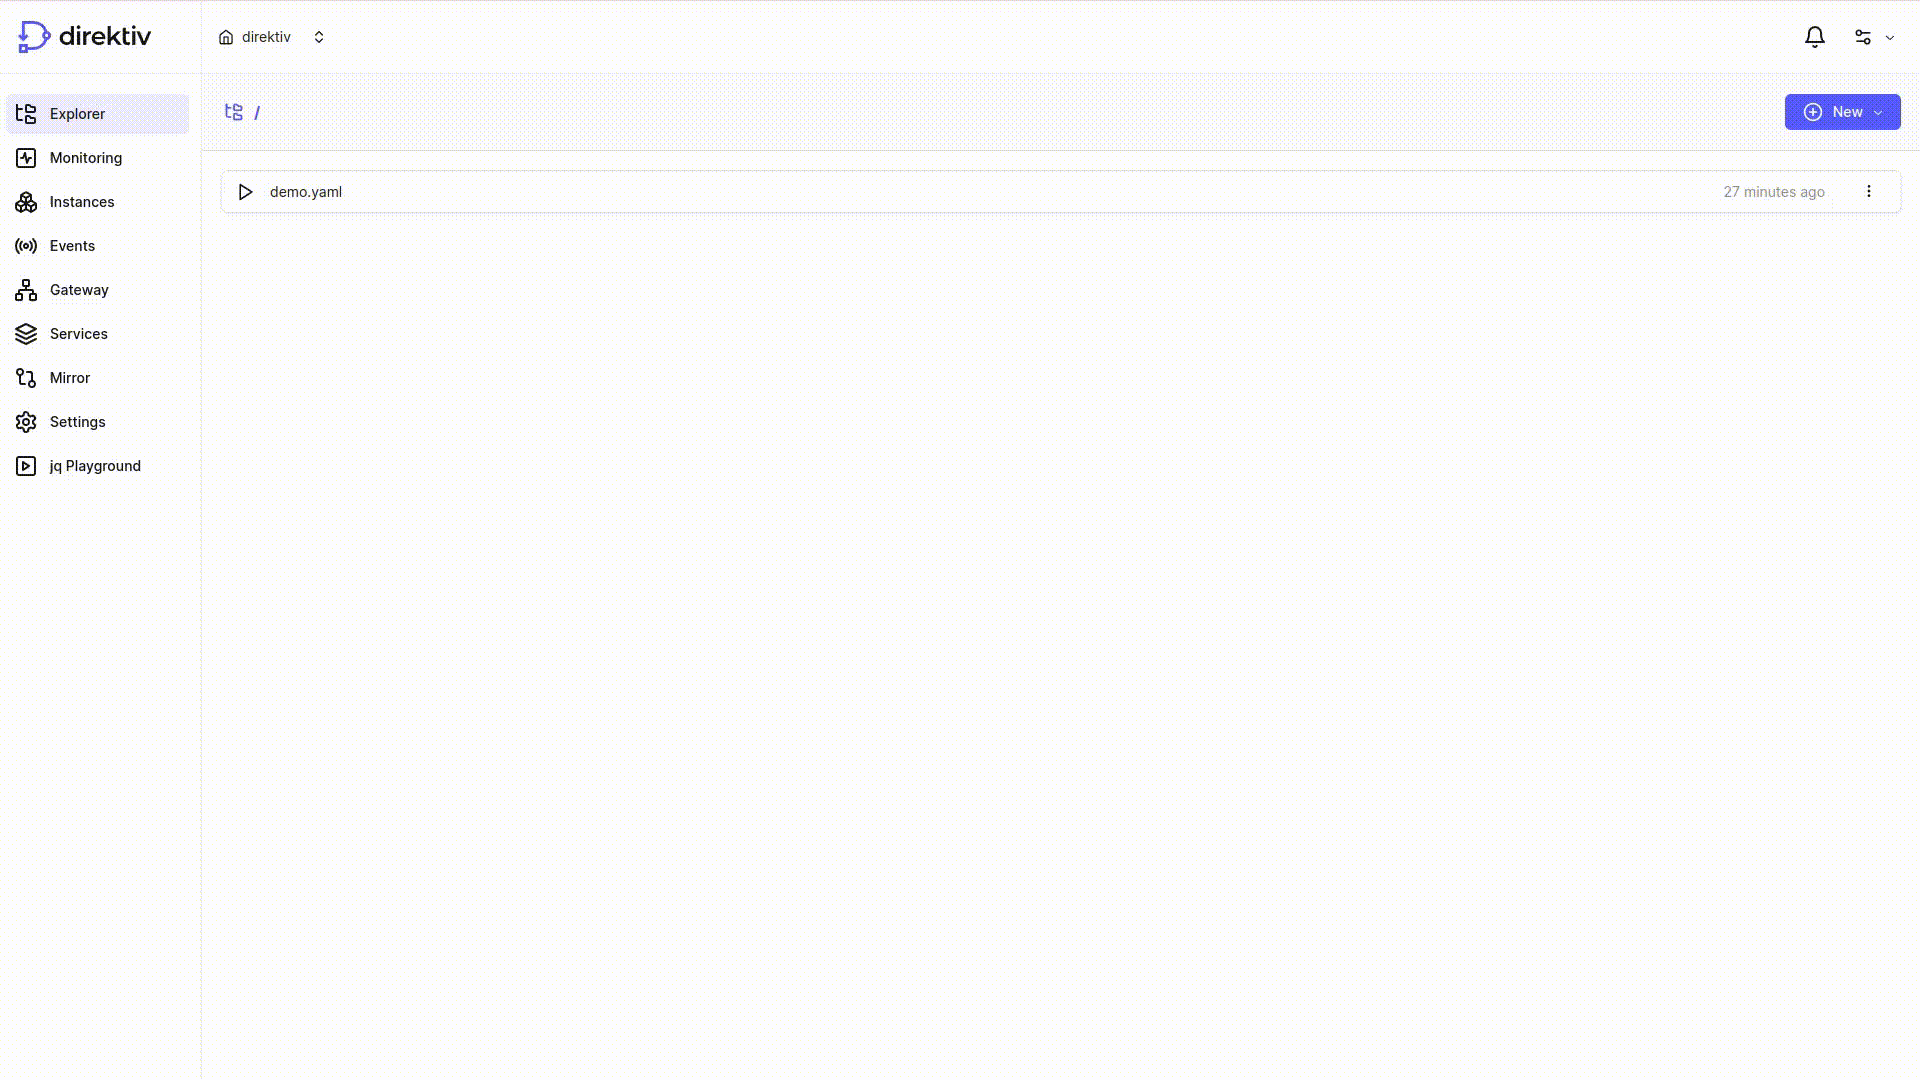 direktiv
direktiv
/
New
Explorer
Monitoring
Instances
Events
Gateway
Services
Mirror
Settings
jq Playground
demo.yaml
27 minutes ago